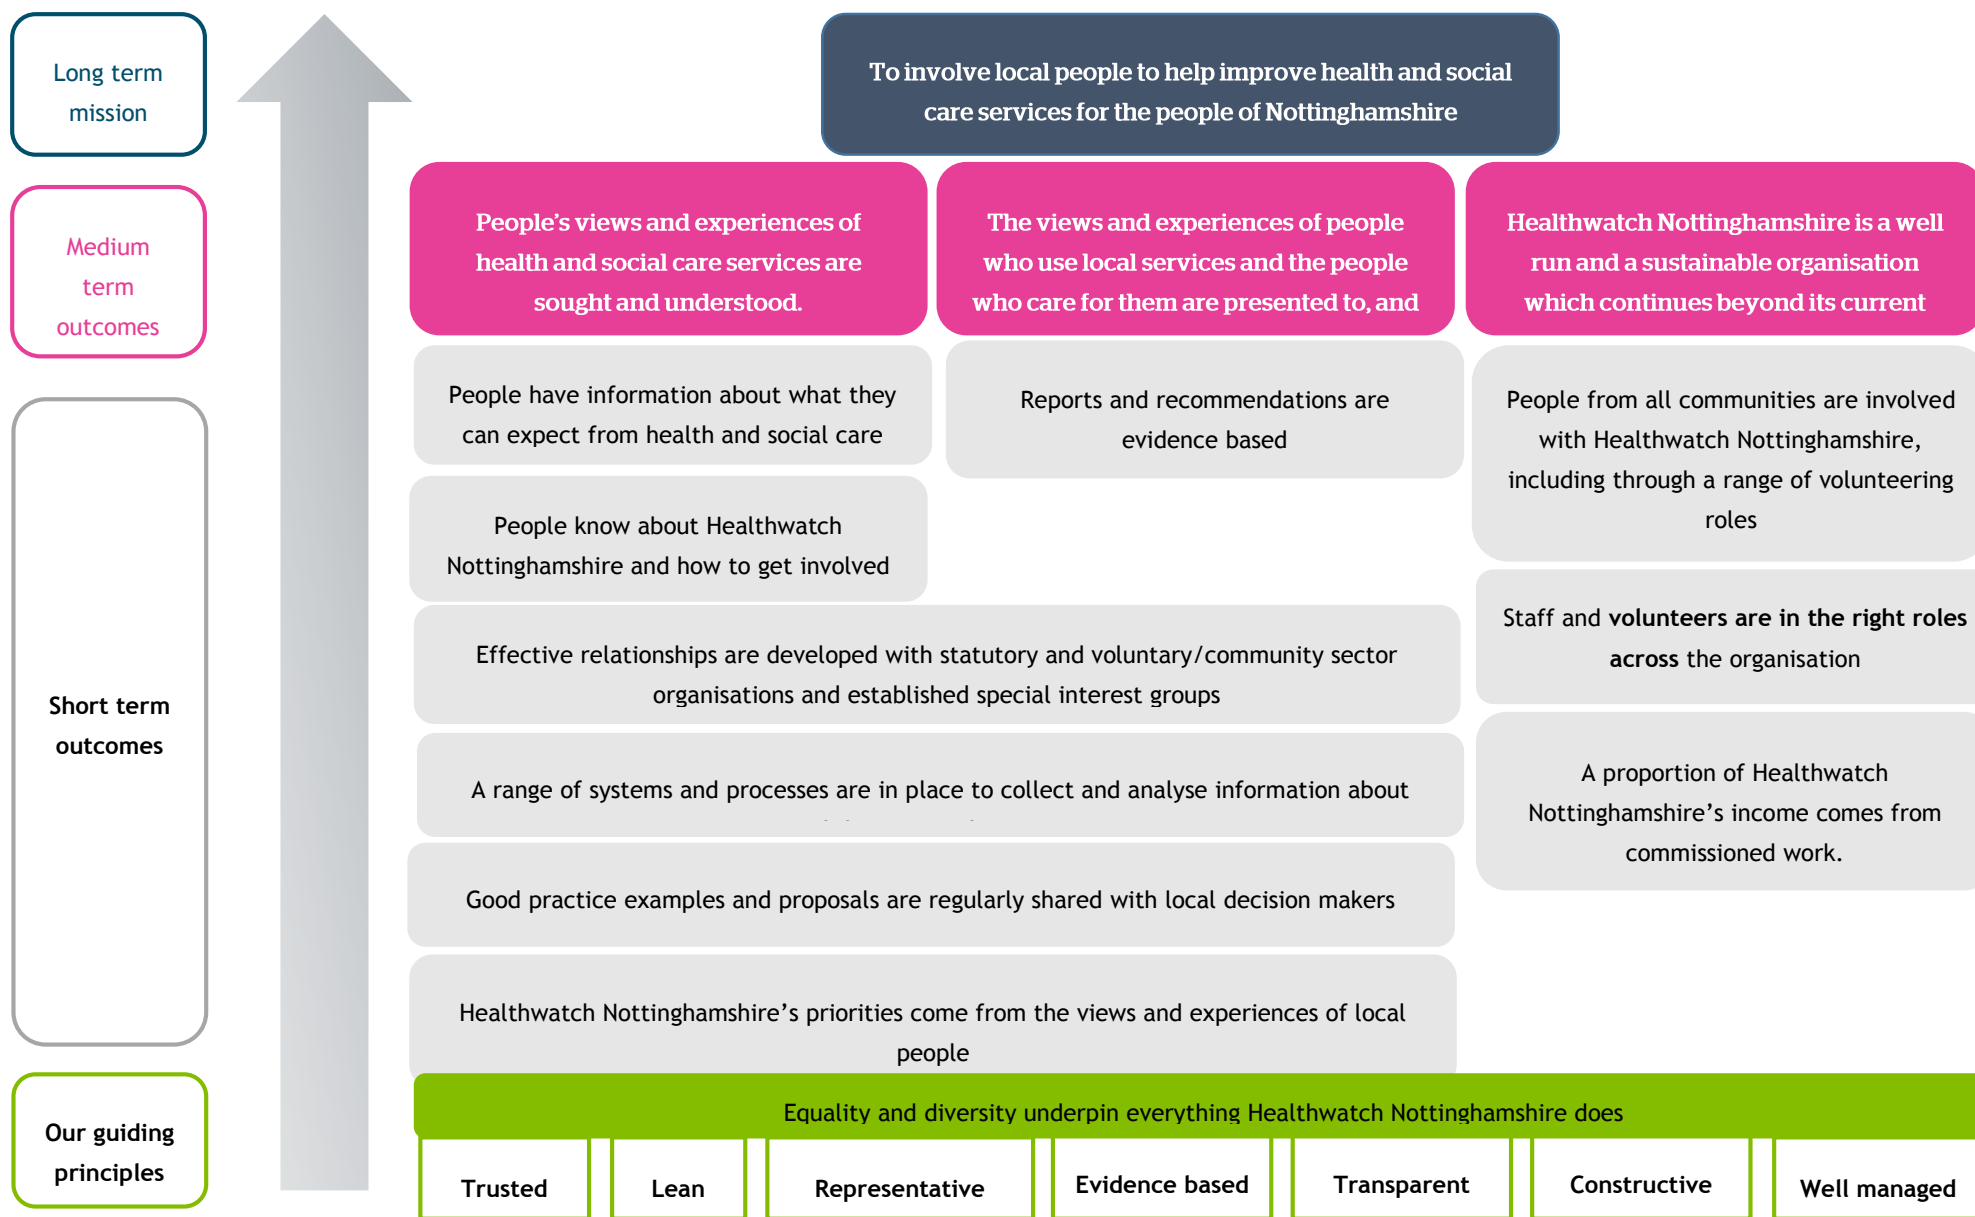 Long term
mission
To involve local people to help improve health and social
care services for the people of Nottinghamshire
Medium
term
outcomes
People’s views and experiences of
health and social care services are
sought and understood.
The views and experiences of people
who use local services and the people
who care for them are presented to, and
Healthwatch Nottinghamshire is a well
run and a sustainable organisation
which continues beyond its current
Short term
outcomes
People have information about what they
can expect from health and social care
People know about Healthwatch
Nottinghamshire and how to get involved
Reports and recommendations are
evidence based
People from all communities are involved
with Healthwatch Nottinghamshire,
including through a range of volunteering
roles
Effective relationships are developed with statutory and voluntary/community sector
organisations and established special interest groups
Staff and volunteers are in the right roles
across the organisation
A range of systems and processes are in place to collect and analyse information about
A proportion of Healthwatch
Nottinghamshire’s income comes from
commissioned work.
Good practice examples and proposals are regularly shared with local decision makers
Healthwatch Nottinghamshire’s priorities come from the views and experiences of local
people
Our guiding
principles
Equality and diversity underpin everything Healthwatch Nottinghamshire does
Trusted
Lean
Representative
Evidence based
Transparent
Constructive
Well managed